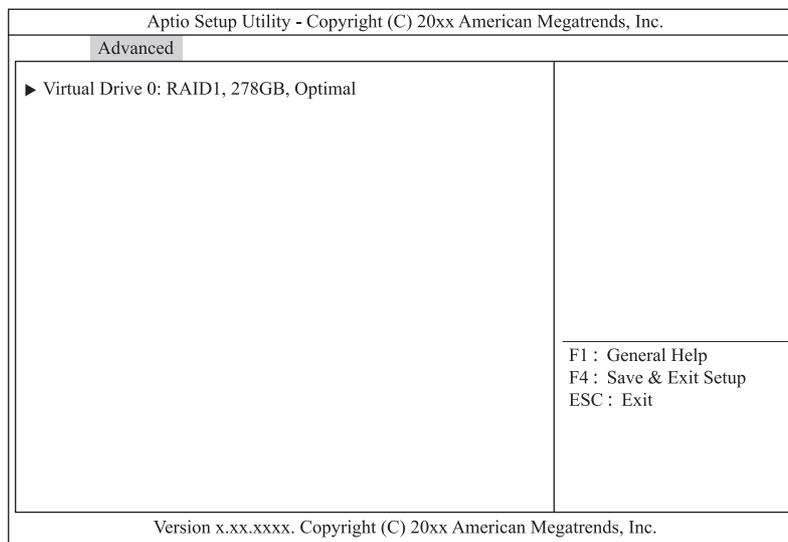 Aptio Setup Utility - Copyright (C) 20xx American Megatrends, Inc.
Advanced
▶ Virtual Drive 0: RAID1, 278GB, Optimal
F1 : General Help
F4 : Save & Exit Setup
ESC : Exit
Version x.xx.xxxx. Copyright (C) 20xx American Megatrends, Inc.